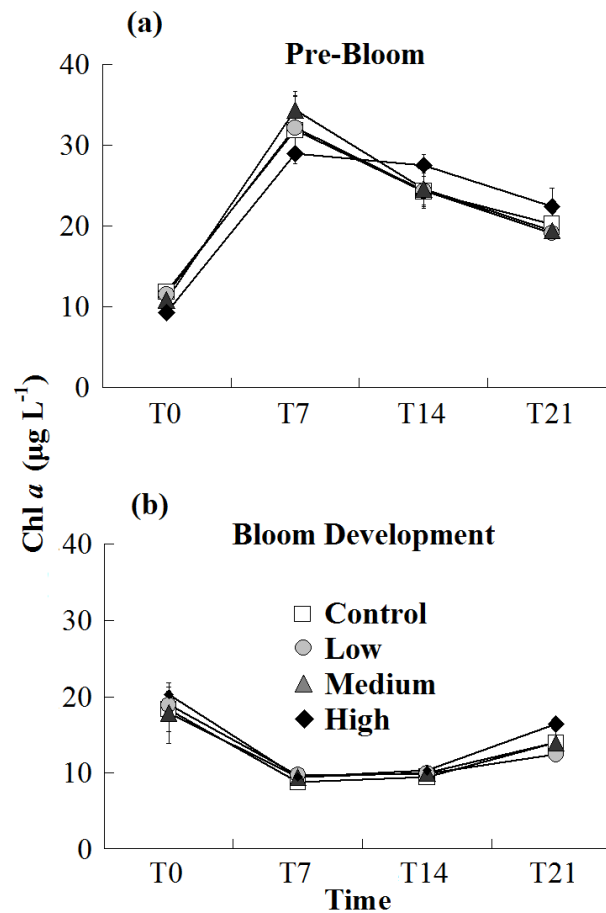 (a)
Pre-Bloom
40
30
20
10
0
T0 T7 T14 T21
Chl a (µg L⁻¹)
(b)
Bloom Development
40
30
20
10
0
Control
Low
Medium
High
T0 T7 T14 T21
Time